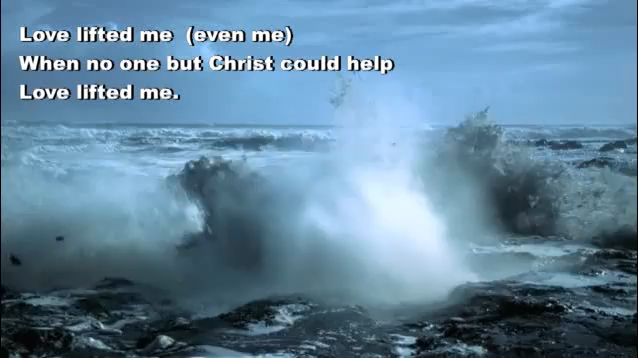 Love lifted me  (even me)
When no one but Christ could help
Love lifted me.